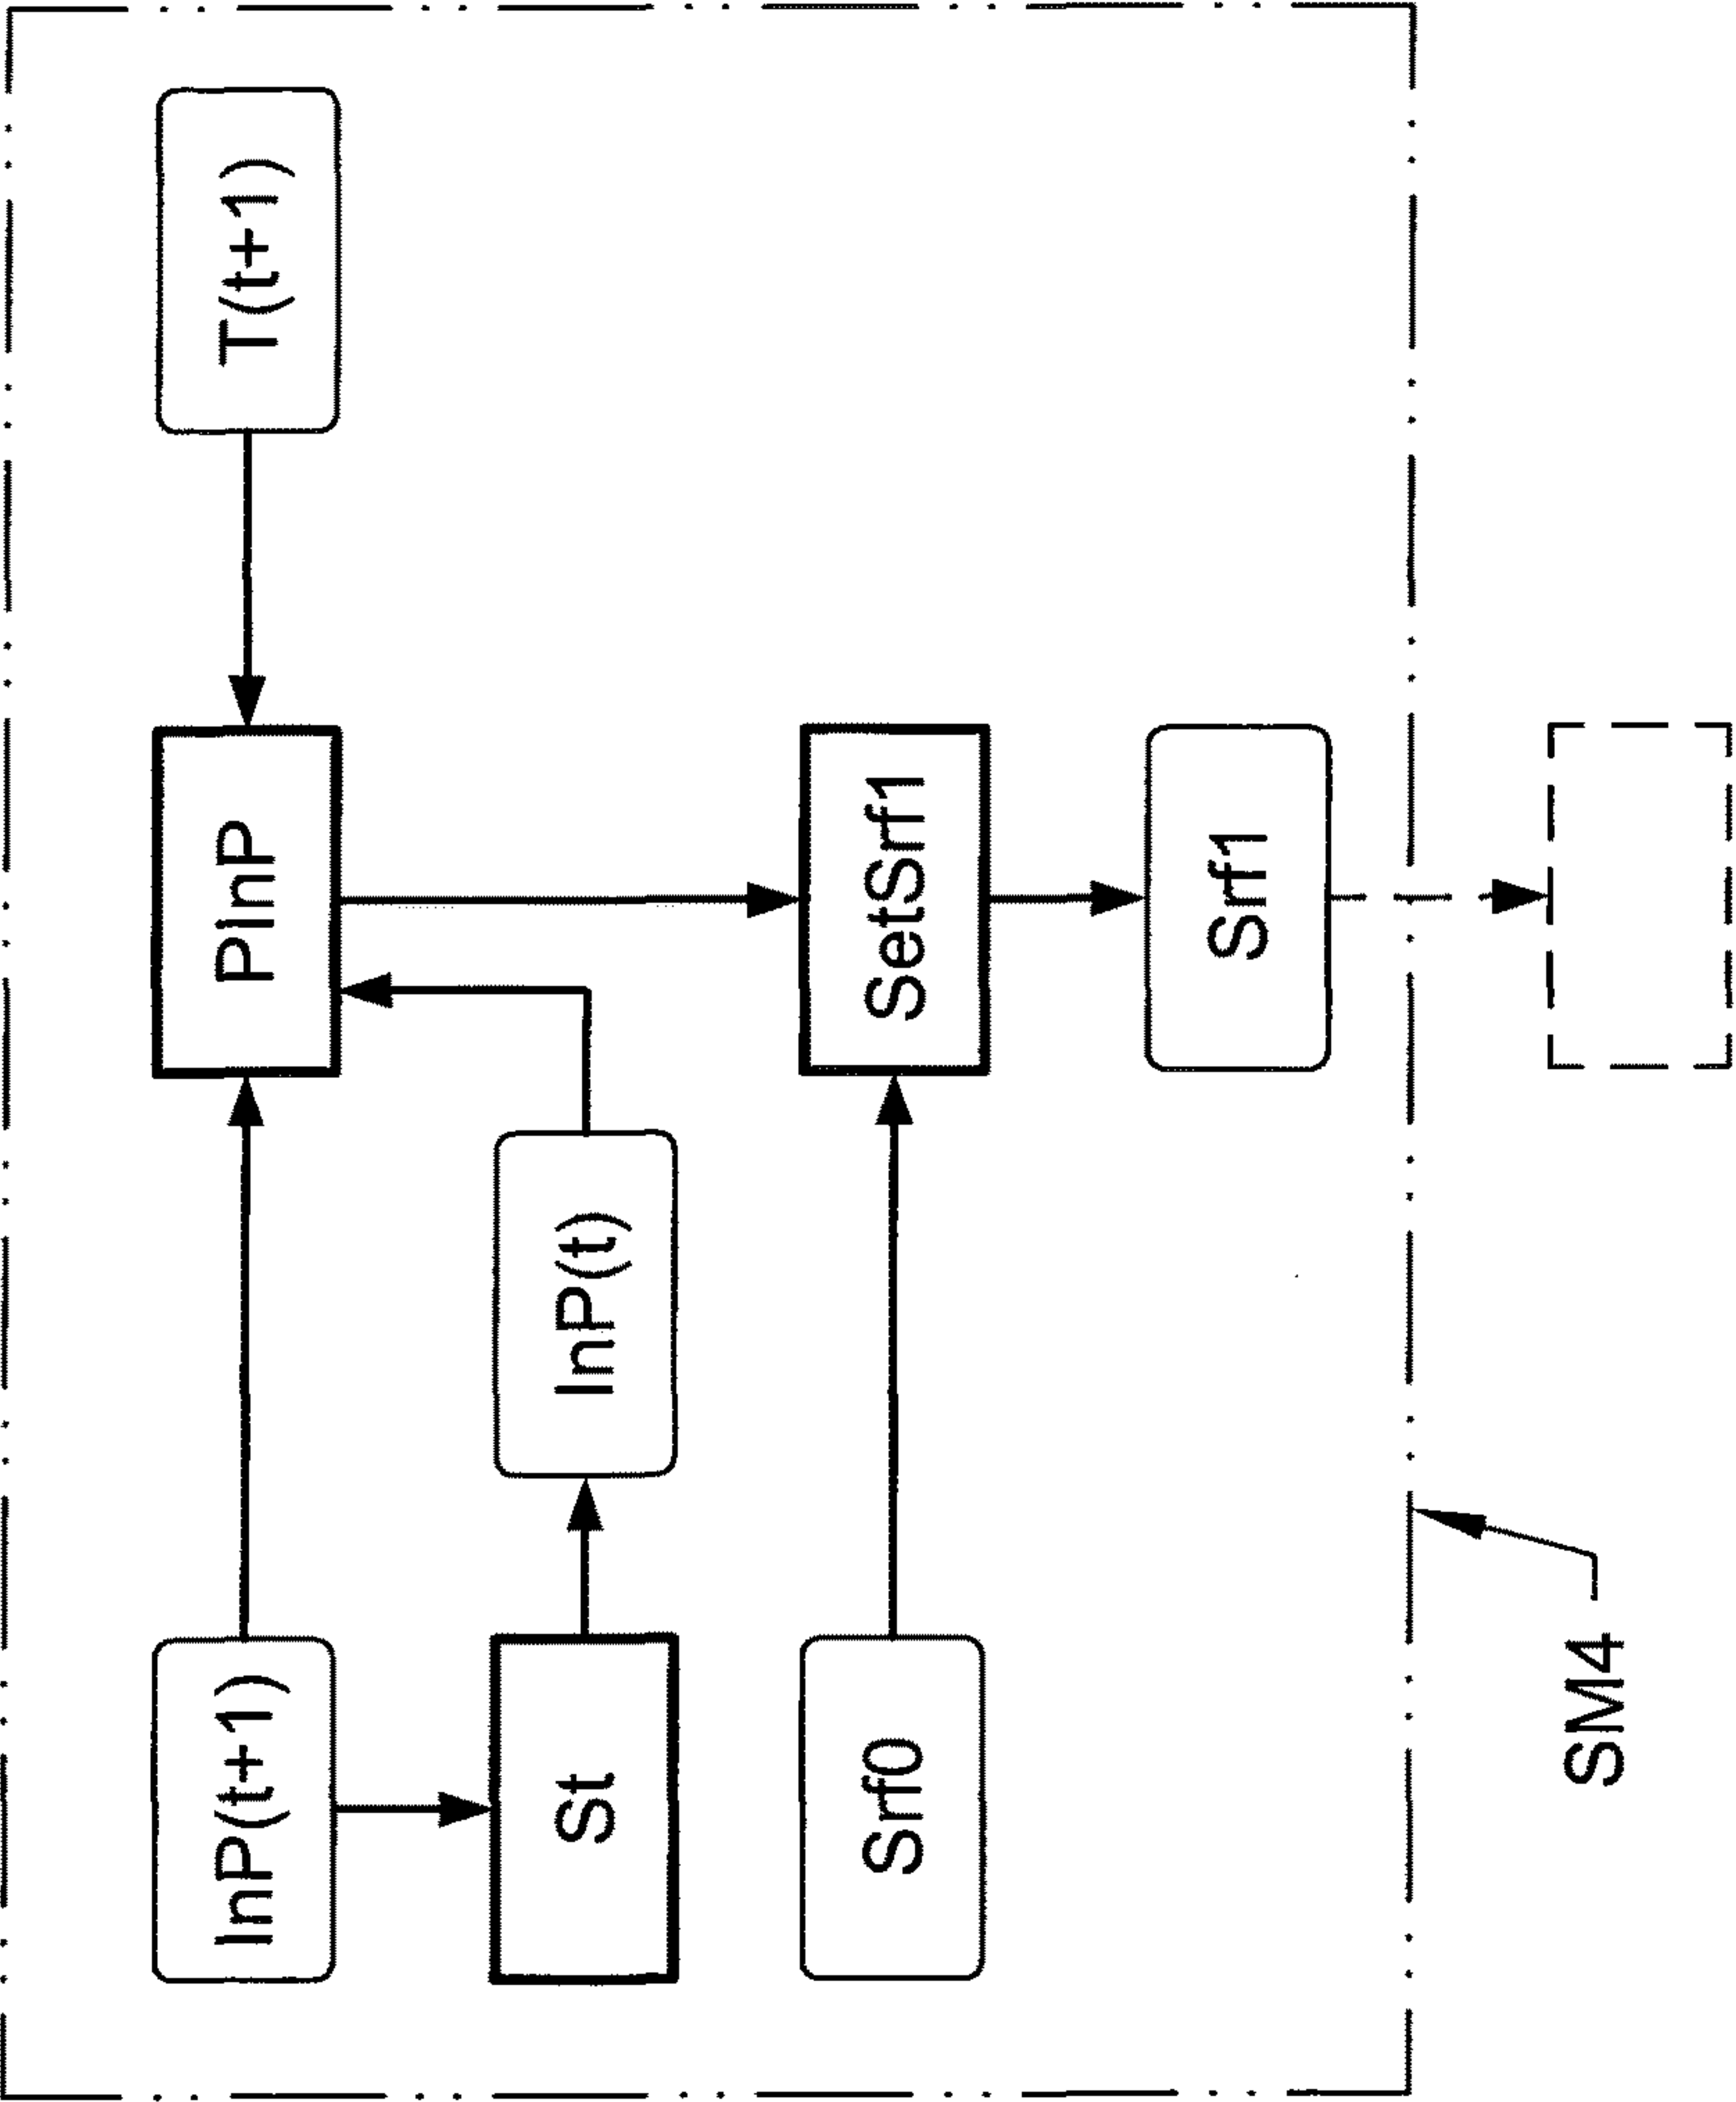 InP(t+1)
PinP
T(t+1)
St
InP(t)
Srf0
SetSrf1
Srf1
SM4